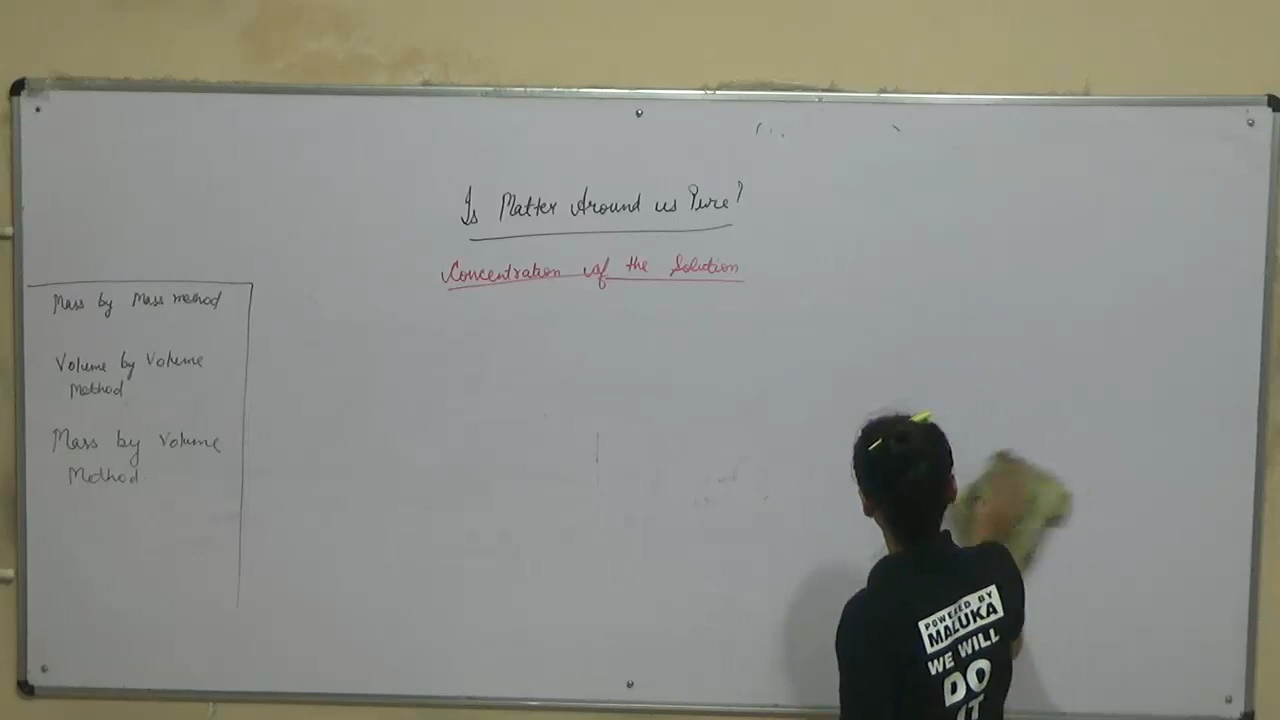 Is Matter Around us Pure?
Concentration of the Solution
Mass by Mass method
Volume by Volume
Method
Mass by Volume
Method
POWERED BY
MALUKA
WE WILL
DO
IT